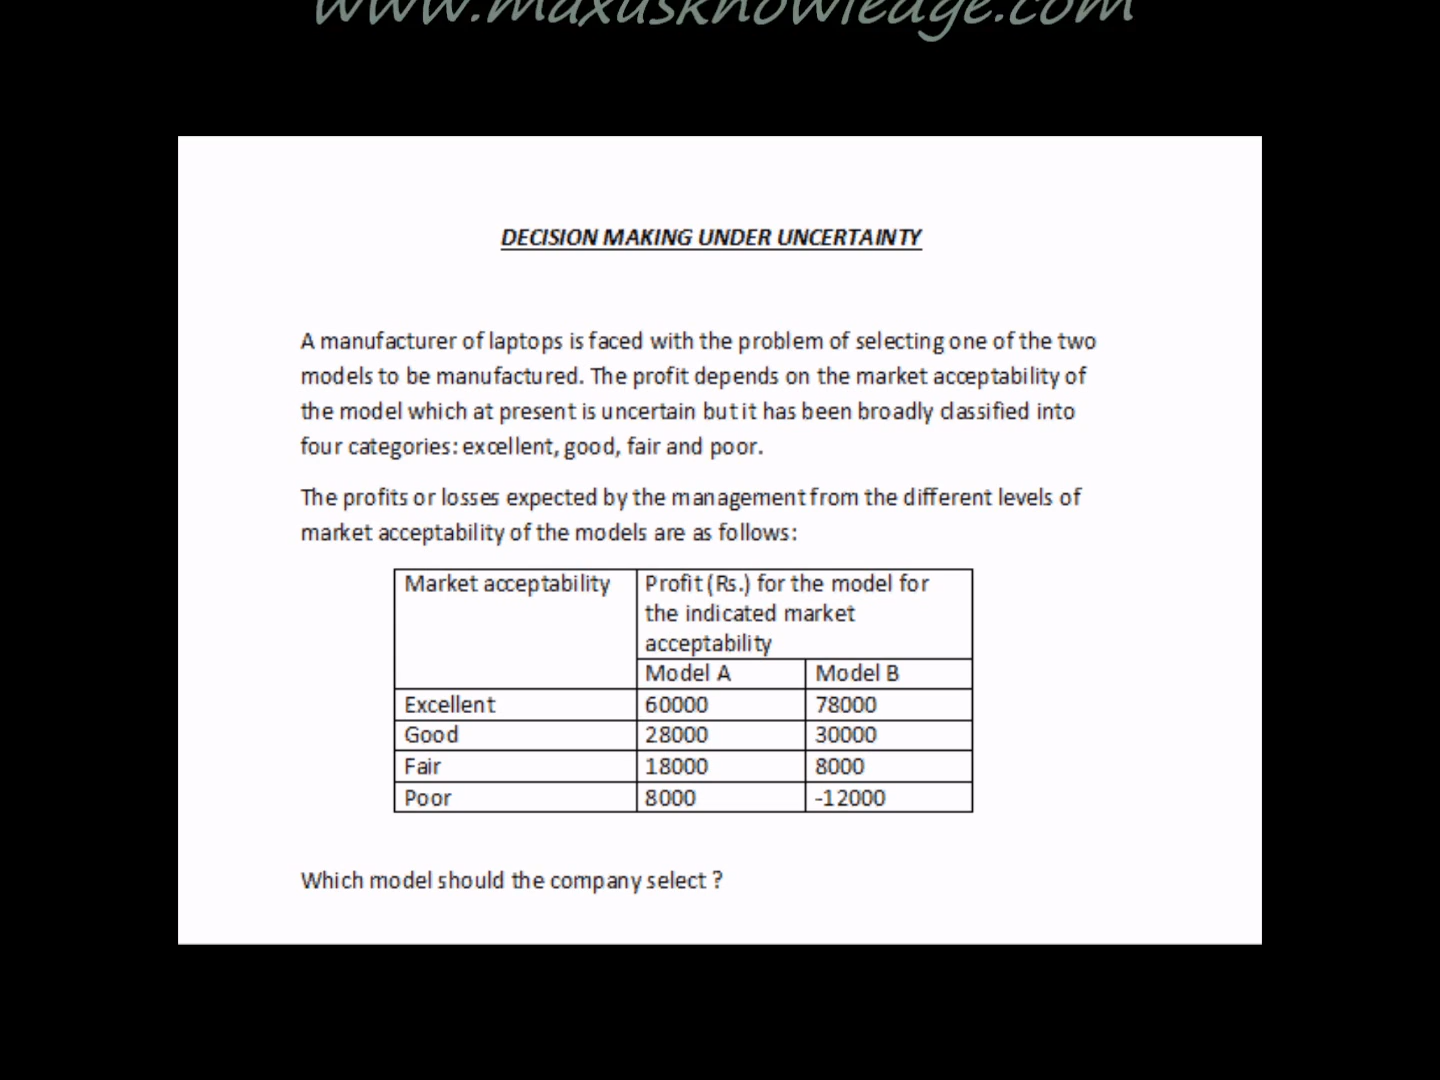 www.maxusknowledge.com
DECISION MAKING UNDER UNCERTAINTY
A manufacturer of laptops is faced with the problem of selecting one of the two
models to be manufactured. The profit depends on the market acceptability of
the model which at present is uncertain but it has been broadly classified into
four categories: excellent, good, fair and poor.
The profits or losses expected by the management from the different levels of
market acceptability of the models are as follows:
Market acceptability
Profit (Rs.) for the model for
the indicated market
acceptability
Model A Model B
Excellent 60000 78000
Good 28000 30000
Fair 18000 8000
Poor 8000 -12000
Which model should the company select ?